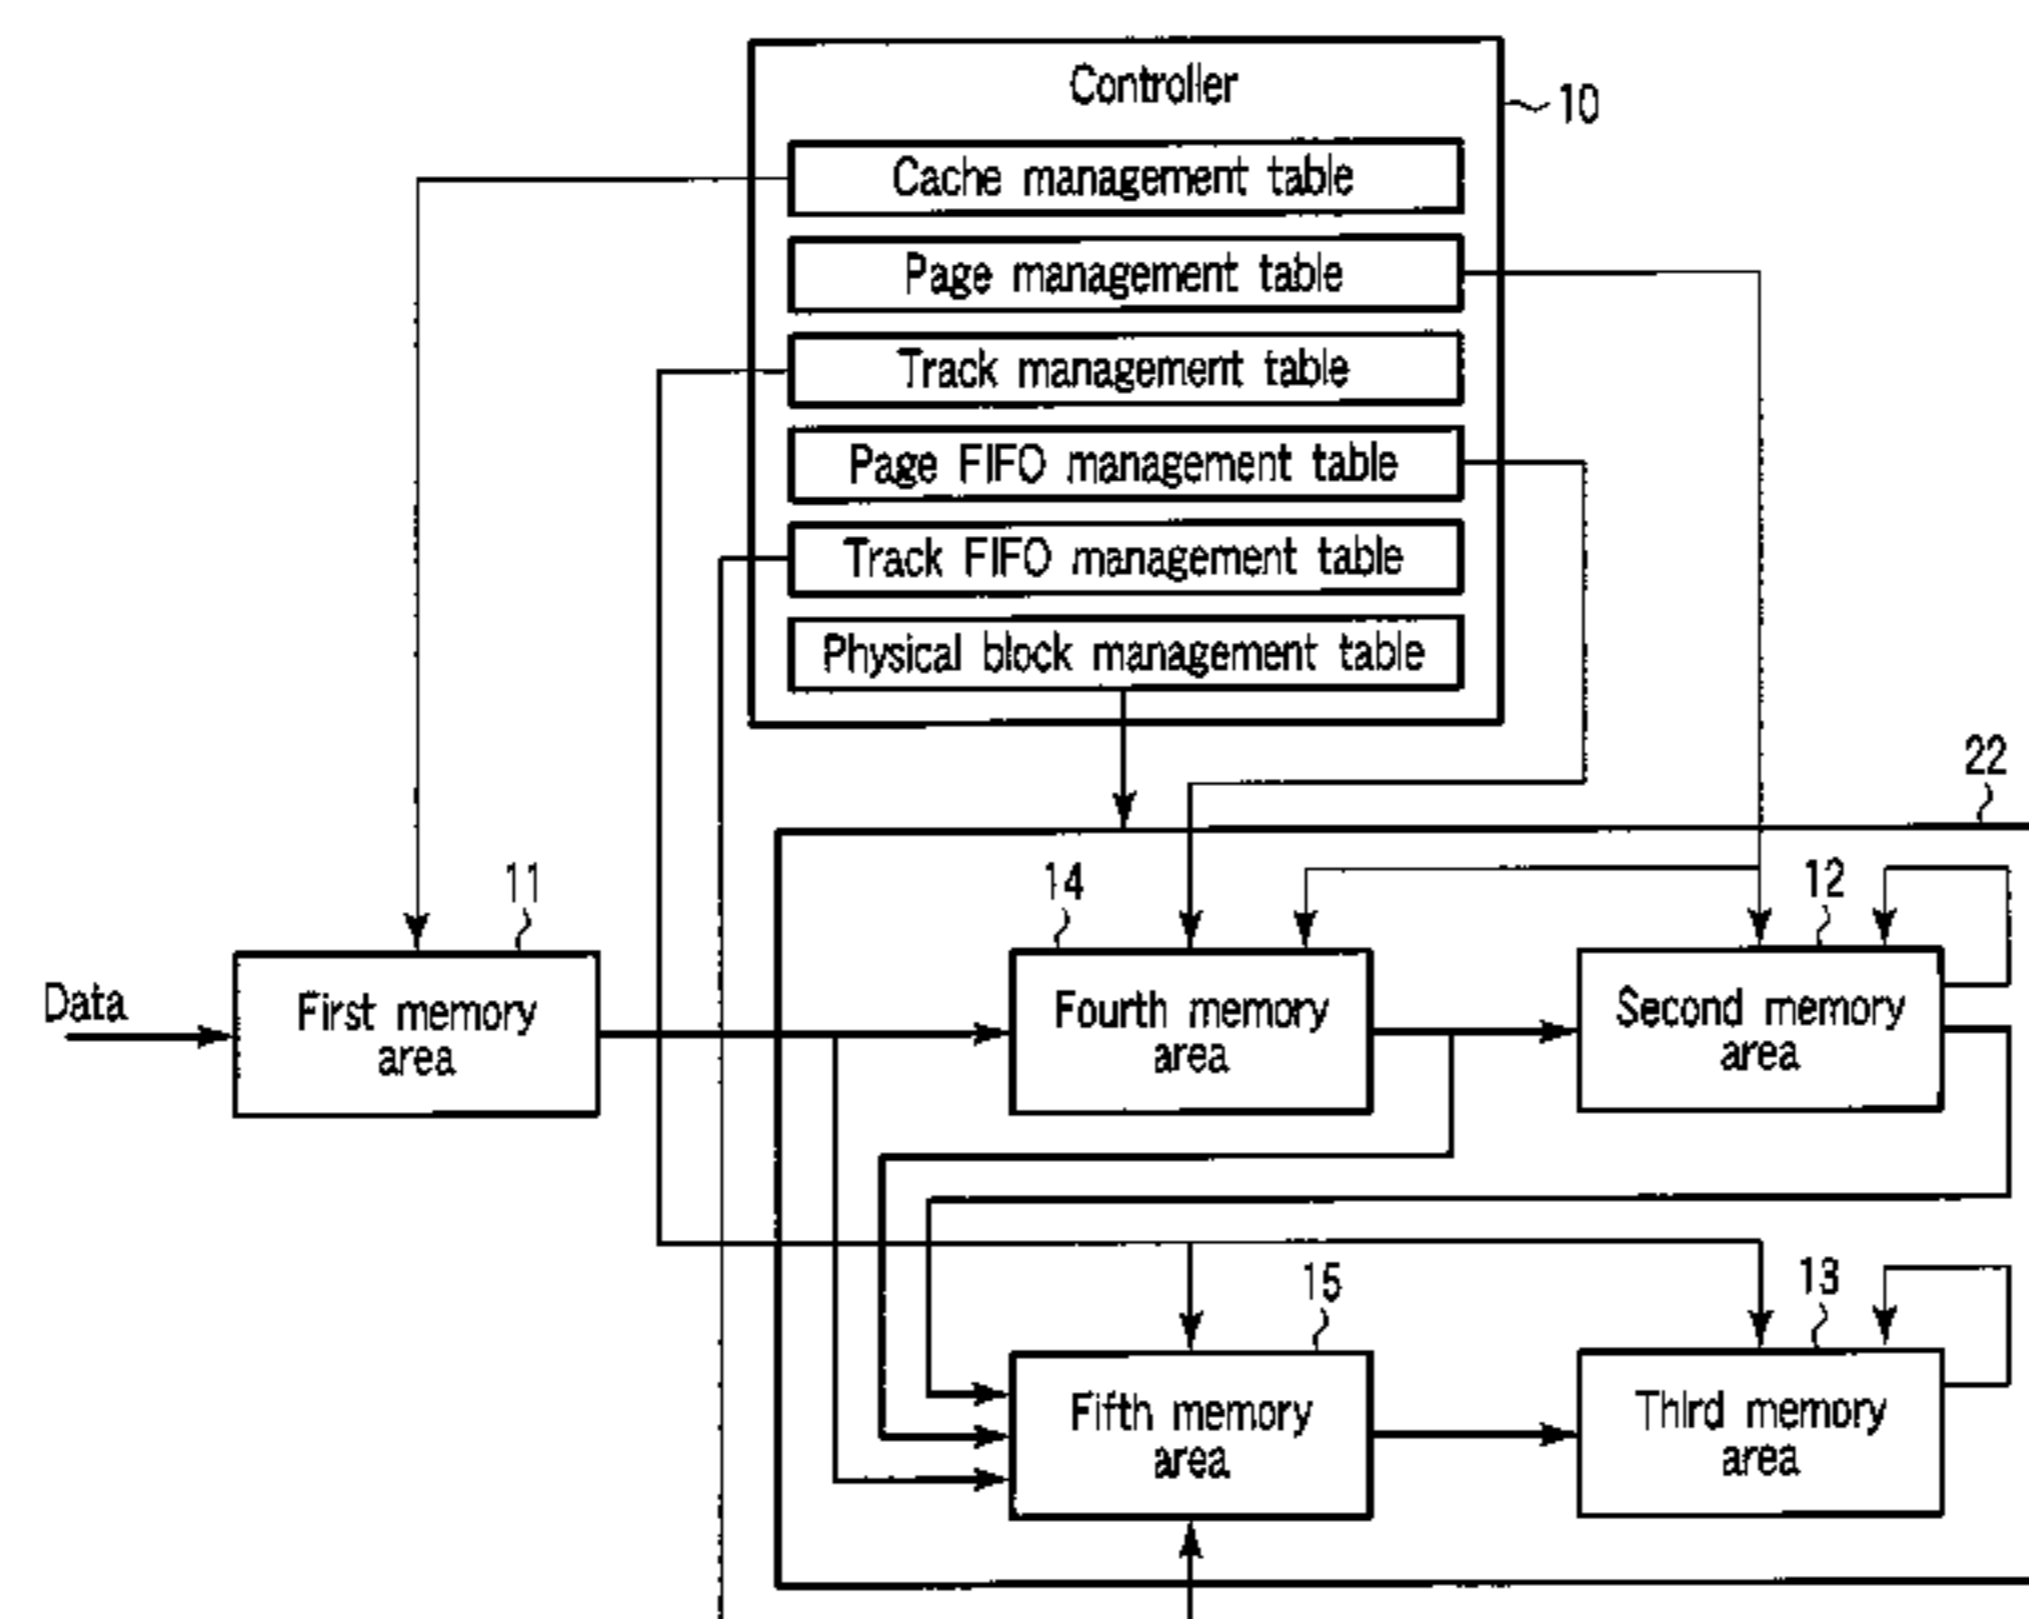 Controller
10
Cache management table
Page management table
Track management table
Page FIFO management table
Track FIFO management table
Physical block management table
22
11
14
12
Data
First memory
area
Fourth memory
area
Second memory
area
15
13
Fifth memory
area
Third memory
area